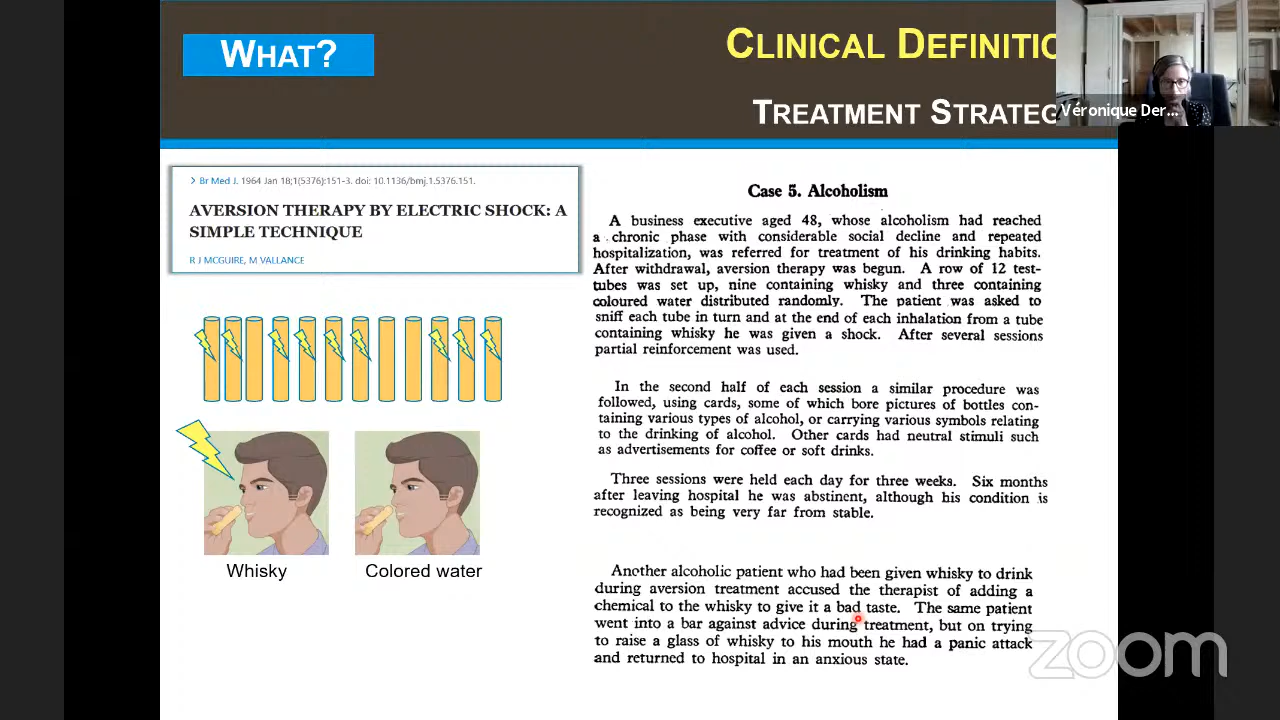 WHAT?
CLINICAL DEFINITIO
TREATMENT STRATEG
Véronique Der...
> Br Med J. 1964 Jan 18;1(5376):151-3. doi: 10.1136/bmj.1.5376.151.
AVERSION THERAPY BY ELECTRIC SHOCK: A
SIMPLE TECHNIQUE
R J MCGUIRE, M VALLANCE
Whisky
Colored water
Case 5. Alcoholism
A business executive aged 48, whose alcoholism had reached
a chronic phase with considerable social decline and repeated
hospitalization, was referred for treatment of his drinking habits.
After withdrawal, aversion therapy was begun. A row of 12 test-
tubes was set up, nine containing whisky and three containing
coloured water distributed randomly. The patient was asked to
sniff each tube in turn and at the end of each inhalation from a tube
containing whisky he was given a shock. After several sessions
partial reinforcement was used.
In the second half of each session a similar procedure was
followed, using cards, some of which bore pictures of bottles con-
taining various types of alcohol, or carrying various symbols relating
to the drinking of alcohol. Other cards had neutral stimuli such
as advertisements for coffee or soft drinks.
Three sessions were held each day for three weeks. Six months
after leaving hospital he was abstinent, although his condition is
recognized as being very far from stable.
Another alcoholic patient who had been given whisky to drink
during aversion treatment accused the therapist of adding a
chemical to the whisky to give it a bad taste. The same patient
went into a bar against advice during treatment, but on trying
to raise a glass of whisky to his mouth he had a panic attack
and returned to hospital in an anxious state.
zoom